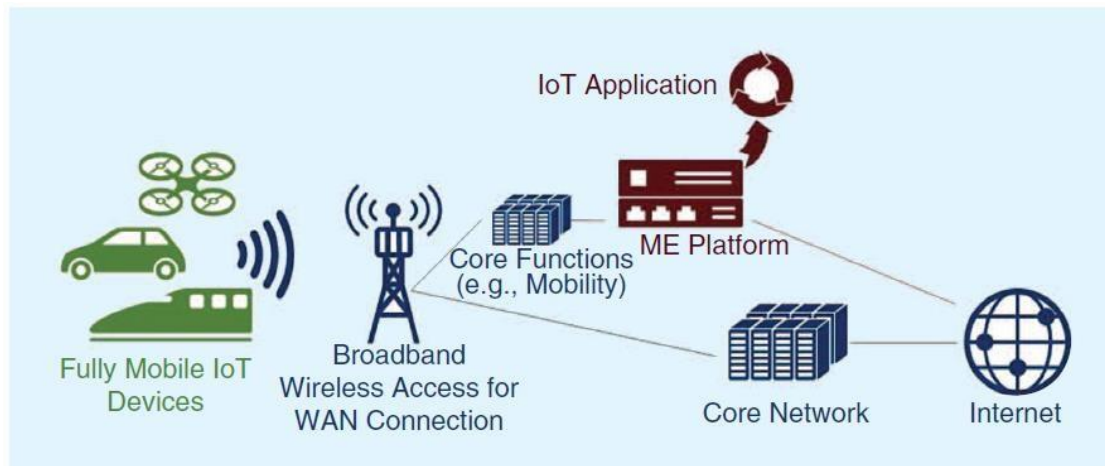 IoT Application
ME Platform
Core Functions
(e.g., Mobility)
Fully Mobile IoT
Devices
Broadband
Wireless Access for
WAN Connection
Core Network
Internet